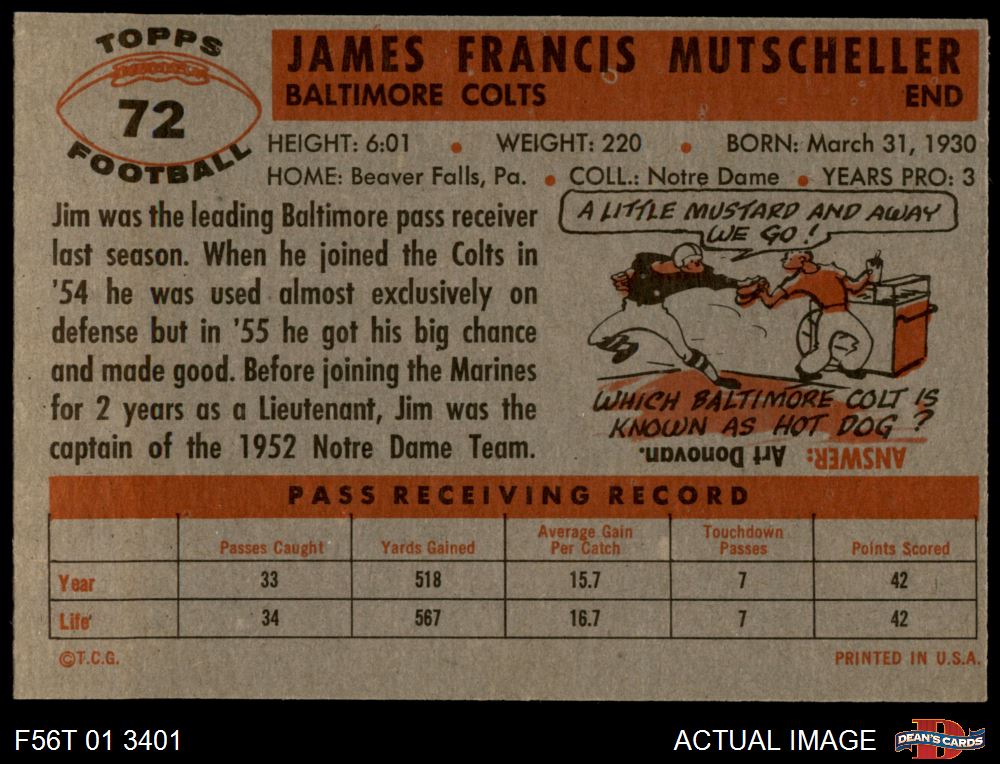 TOPPS
72
FOOTBALL
JAMES FRANCIS MUTSCHELLER
BALTIMORE COLTS END
HEIGHT: 6:01 • WEIGHT: 220 • BORN: March 31, 1930
HOME: Beaver Falls, Pa. • COLL.: Notre Dame • YEARS PRO: 3
Jim was the leading Baltimore pass receiver
last season. When he joined the Colts in
'54 he was used almost exclusively on
defense but in '55 he got his big chance
and made good. Before joining the Marines
for 2 years as a Lieutenant, Jim was the
captain of the 1952 Notre Dame Team.
A LITTLE MUSTARD AND AWAY
WE GO!
WHICH BALTIMORE COLT IS
KNOWN AS HOT DOG?
ANSWER: Art Donovan.
PASS RECEIVING RECORD
Passes Caught Yards Gained Average Gain Per Catch Touchdown Passes Points Scored
Year 33 518 15.7 7 42
Life 34 567 16.7 7 42
©T.C.G. PRINTED IN U.S.A.
F56T 01 3401 ACTUAL IMAGE DEAN'S CARDS